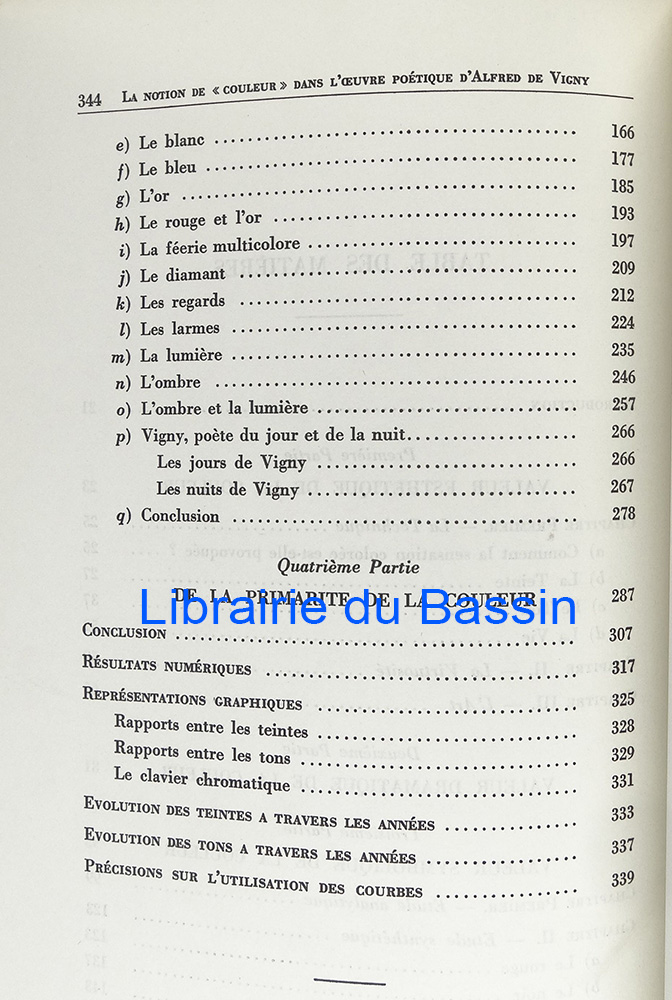 344 LA NOTION DE « COULEUR » DANS L'ŒUVRE POÉTIQUE D'ALFRED DE VIGNY
e) Le blanc ........................................ 166
f) Le bleu ........................................ 177
g) L'or ........................................ 185
h) Le rouge et l'or ........................................ 193
i) La féerie multicolore ........................................ 197
j) Le diamant ........................................ 209
k) Les regards ........................................ 212
l) Les larmes ........................................ 224
m) La lumière ........................................ 235
n) L'ombre ........................................ 246
o) L'ombre et la lumière ........................................ 257
p) Vigny, poète du jour et de la nuit........................................ 266
Les jours de Vigny ........................................ 266
Les nuits de Vigny ........................................ 267
q) Conclusion ........................................ 278
Quatrième Partie
DE LA PRIMARITE DE LA COULEUR 287
Librairie du Bassin
CONCLUSION ........................................ 307
RÉSULTATS NUMÉRIQUES ........................................ 317
REPRÉSENTATIONS GRAPHIQUES ........................................ 325
Rapports entre les teintes ........................................ 328
Rapports entre les tons ........................................ 329
Le clavier chromatique ........................................ 331
EVOLUTION DES TEINTES A TRAVERS LES ANNÉES .................. 333
EVOLUTION DES TONS A TRAVERS LES ANNÉES .................. 337
PRÉCISIONS SUR L'UTILISATION DES COURBES .................. 339